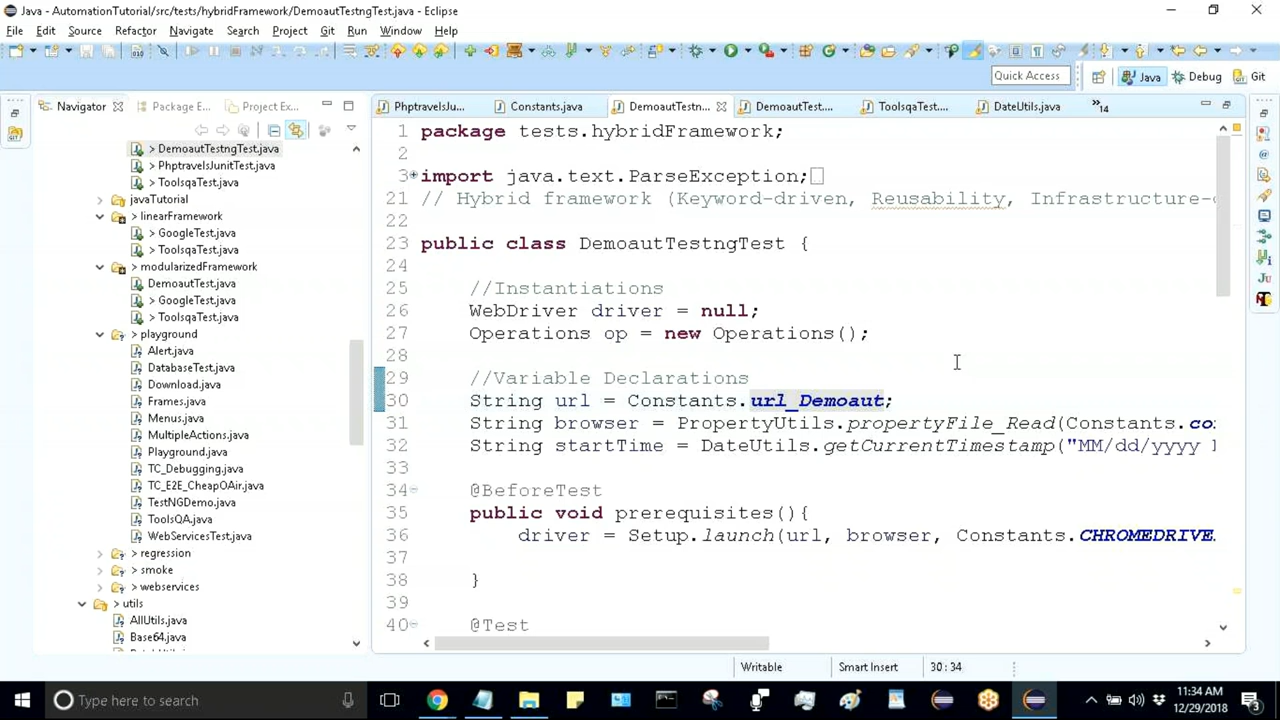 Java - AutomationTutorial/src/tests/hybridFramework/DemoautTestngTest.java - Eclipse
File Edit Source Refactor Navigate Search Project Git Run Window Help
Quick Access
Java
Debug
Git
Navigator
Package E...
Project Ex...
PhptravelsJu...
Constants.java
DemoautTestn...
DemoautTest....
ToolsqaTest....
DateUtils.java
»14
> DemoautTestngTest.java
> PhptravelsJunitTest.java
> ToolsqaTest.java
javaTutorial
> linearFramework
> GoogleTest.java
> ToolsqaTest.java
> modularizedFramework
DemoautTest.java
> GoogleTest.java
> ToolsqaTest.java
> playground
Alert.java
DatabaseTest.java
Download.java
Frames.java
Menus.java
MultipleActions.java
Playground.java
TC_Debugging.java
TC_E2E_CheapOAir.java
TestNGDemo.java
ToolsQA.java
WebServicesTest.java
> regression
> smoke
> webservices
> utils
AllUtils.java
Base64.java
1 package tests.hybridFramework;
2
3 import java.text.ParseException;
21 // Hybrid framework (Keyword-driven, Reusability, Infrastructure-
22
23 public class DemoautTestngTest {
24
25 //Instantiations
26 WebDriver driver = null;
27 Operations op = new Operations();
28
29 //Variable Declarations
30 String url = Constants.url_Demoaut;
31 String browser = PropertyUtils.propertyFile_Read(Constants.co
32 String startTime = DateUtils.getCurrentTimestamp("MM/dd/yyyy
33
34 @BeforeTest
35 public void prerequisites(){
36 driver = Setup.launch(url, browser, Constants.CHROMEDRIVE
37
38 }
39
40 @Test
Writable
Smart Insert
30 : 34
Ju
Type here to search
11:34 AM
12/29/2018
3